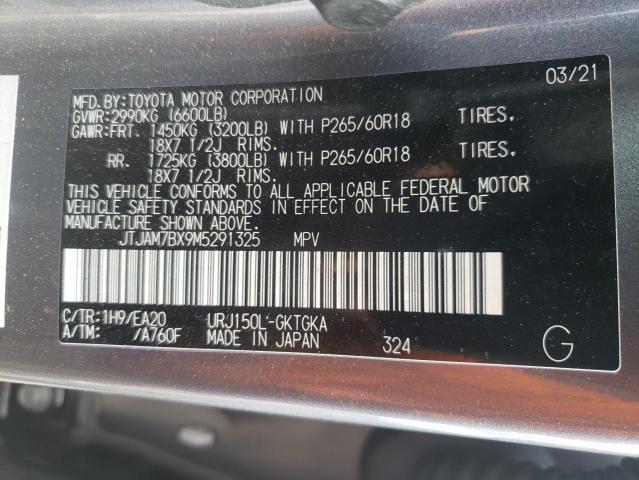 03/21
MFD.BY:TOYOTA MOTOR CORPORATION
GVWR:2990KG (6600LB)
GAWR:FRT. 1450KG (3200LB) WITH P265/60R18 TIRES.
18X7 1/2J RIMS.
RR. 1725KG (3800LB) WITH P265/60R18 TIRES.
18X7 1/2J RIMS.
THIS VEHICLE CONFORMS TO ALL APPLICABLE FEDERAL MOTOR
VEHICLE SAFETY STANDARDS IN EFFECT ON THE DATE OF
MANUFACTURE SHOWN ABOVE.
JTJAM7BX9M5291325 MPV
C/TR:1H9/EA20 URJ150L-GKTGKA
A/TM: /A760F MADE IN JAPAN 324 G